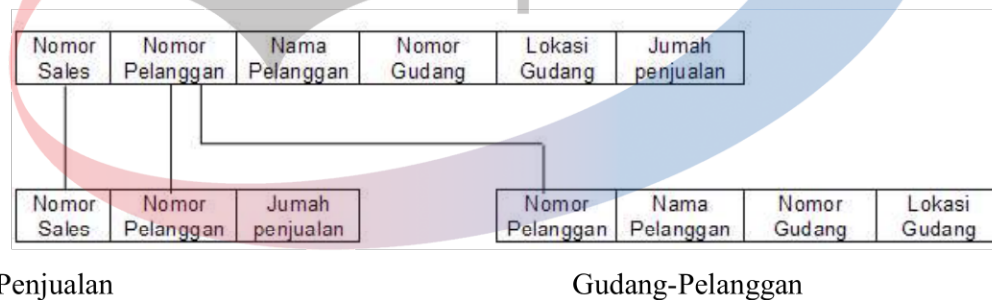 Nomor Nomor Nama Nomor Lokasi Jumah
Sales Pelanggan Pelanggan Gudang Gudang penjualan
Nomor Nomor Jumah Nomor Nama Nomor Lokasi
Sales Pelanggan penjualan Pelanggan Pelanggan Gudang Gudang
Penjualan Gudang-Pelanggan